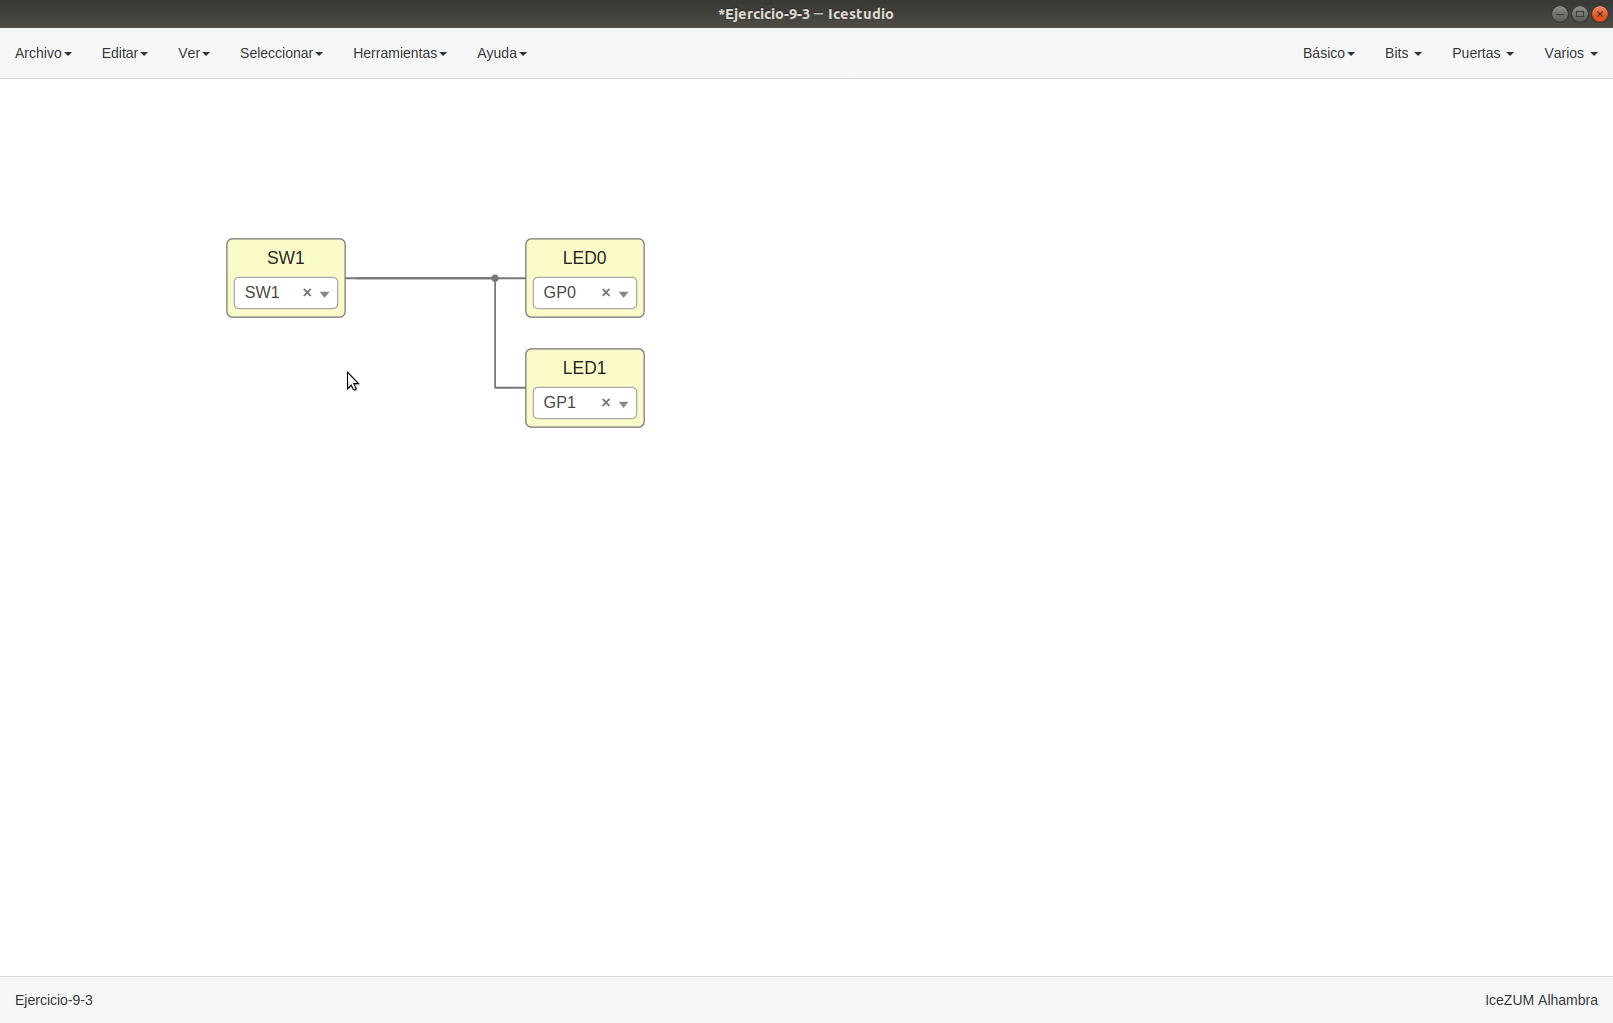 *Ejercicio-9-3 — Icestudio
Archivo Editar Ver Seleccionar Herramientas Ayuda Básico Bits Puertas Varios
SW1
SW1 ×
LED0
GP0 ×
LED1
GP1 ×
Ejercicio-9-3 IceZUM Alhambra